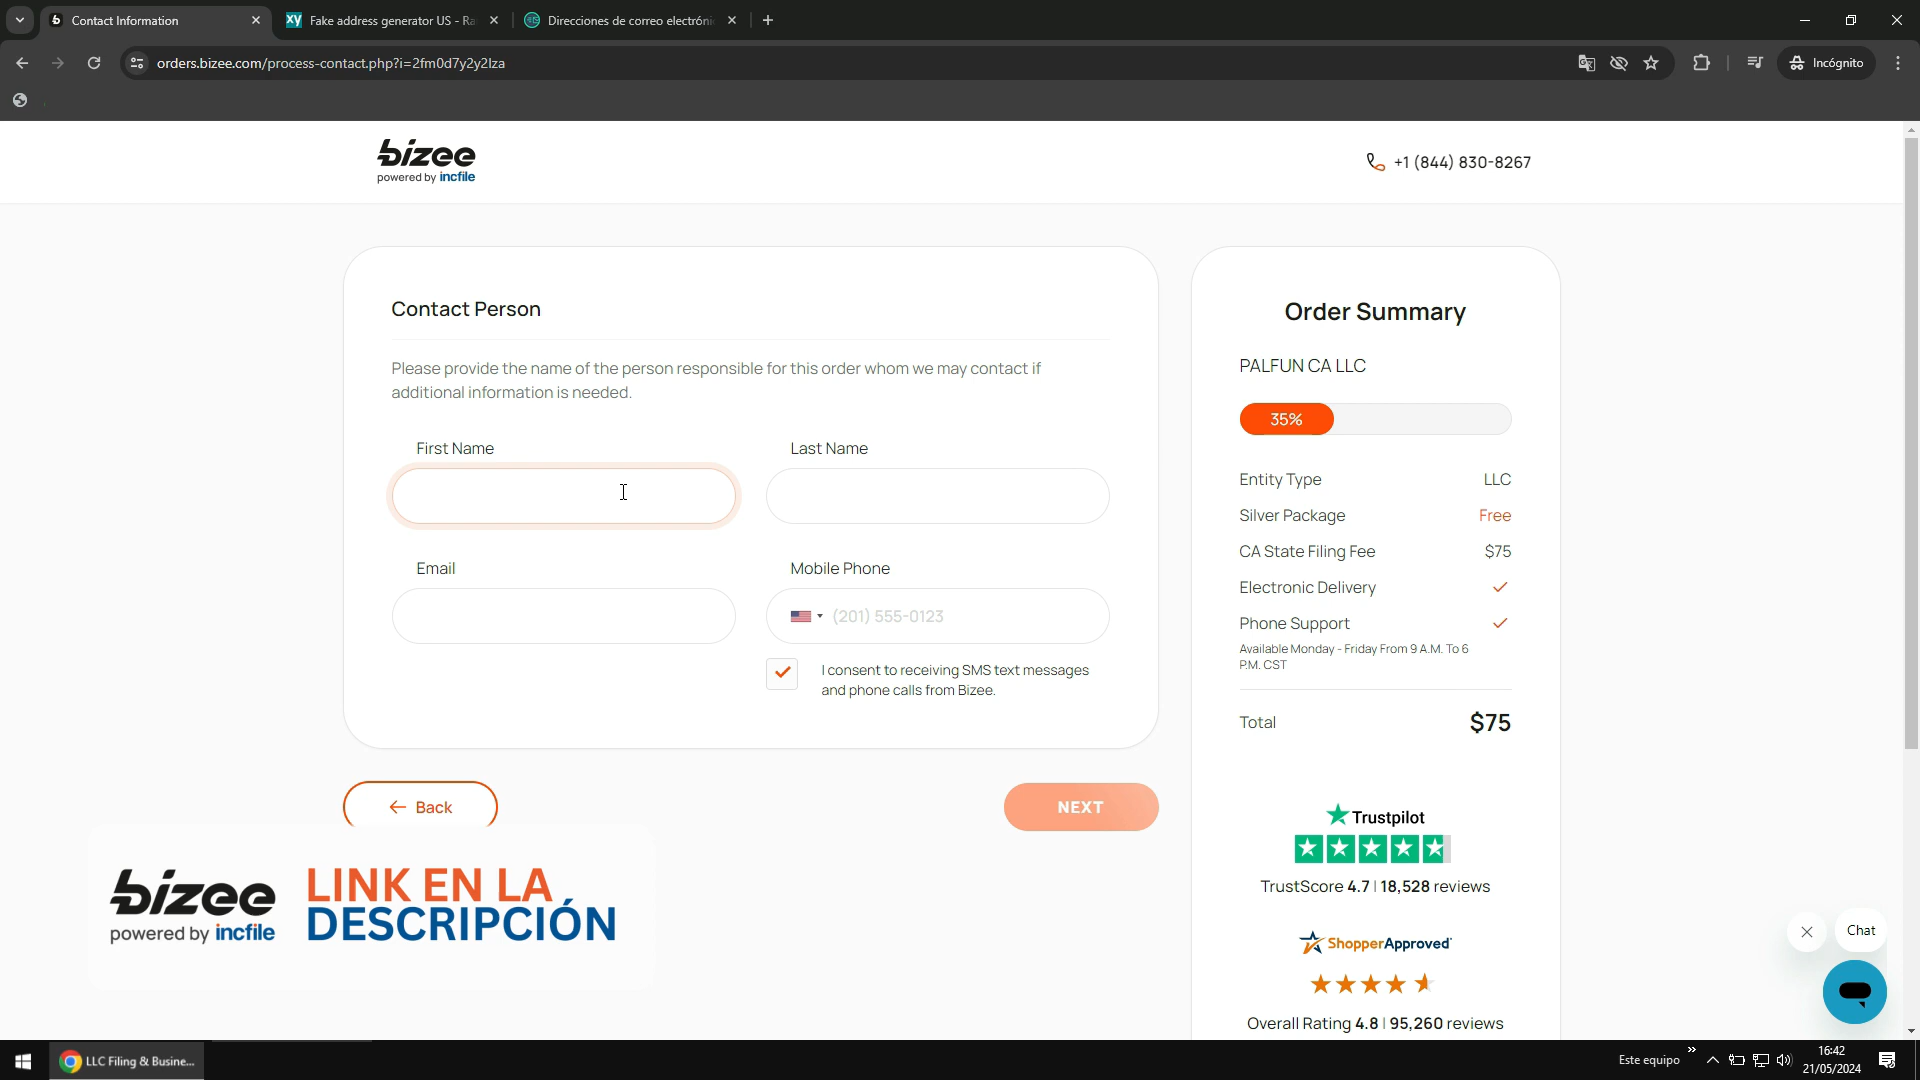 Contact Information
Fake address generator US - Ra
Direcciones de correo electróni
orders.bizee.com/process-contact.php?i=2fm0d7y2y2lza
Incógnito
bizee
powered by incfile
+1 (844) 830-8267
Contact Person
Please provide the name of the person responsible for this order whom we may contact if
additional information is needed.
First Name
Last Name
Email
Mobile Phone
(201) 555-0123
I consent to receiving SMS text messages
and phone calls from Bizee.
Back
NEXT
Order Summary
PALFUN CA LLC
35%
Entity Type LLC
Silver Package Free
CA State Filing Fee $75
Electronic Delivery
Phone Support
Available Monday - Friday From 9 A.M. To 6
P.M. CST
Total $75
Trustpilot
TrustScore 4.7 | 18,528 reviews
ShopperApproved
Overall Rating 4.8 | 95,260 reviews
bizee
powered by incfile
LINK EN LA
DESCRIPCIÓN
Chat
LLC Filing & Busine...
Este equipo
16:42
21/05/2024